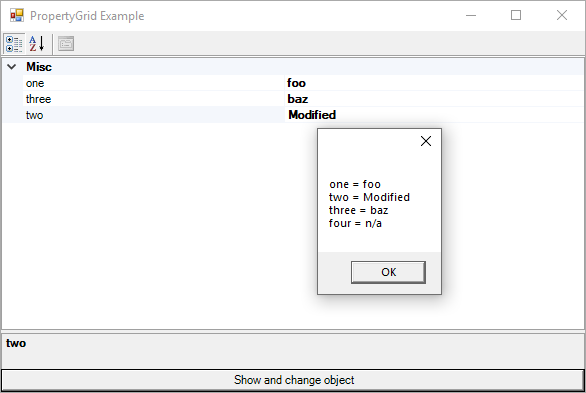 PropertyGrid Example
A
Z
Misc
one foo
three baz
two Modified
one = foo
two = Modified
three = baz
four = n/a
OK
two
Show and change object